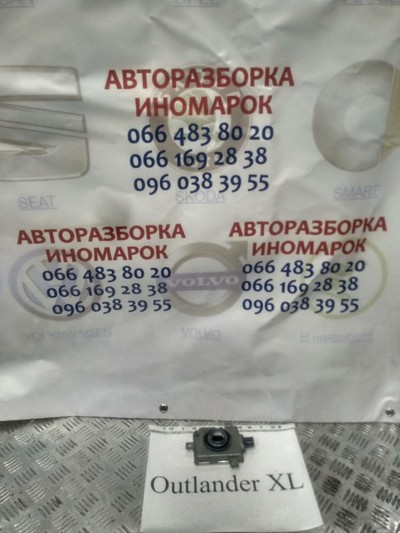 АВТОРАЗБОРКА
ИНОМАРОК
066 483 80 20
066 169 28 38
096 038 39 55
SEAT
SKODA
SMART
АВТОРАЗБОРКА
ИНОМАРОК
066 483 80 20
066 169 28 38
096 038 39 55
АВТОРАЗБОРКА
ИНОМАРОК
066 483 80 20
066 169 28 38
096 038 39 55
VOLVO
VOLKSWAGEN
VOLVO
Outlander XL